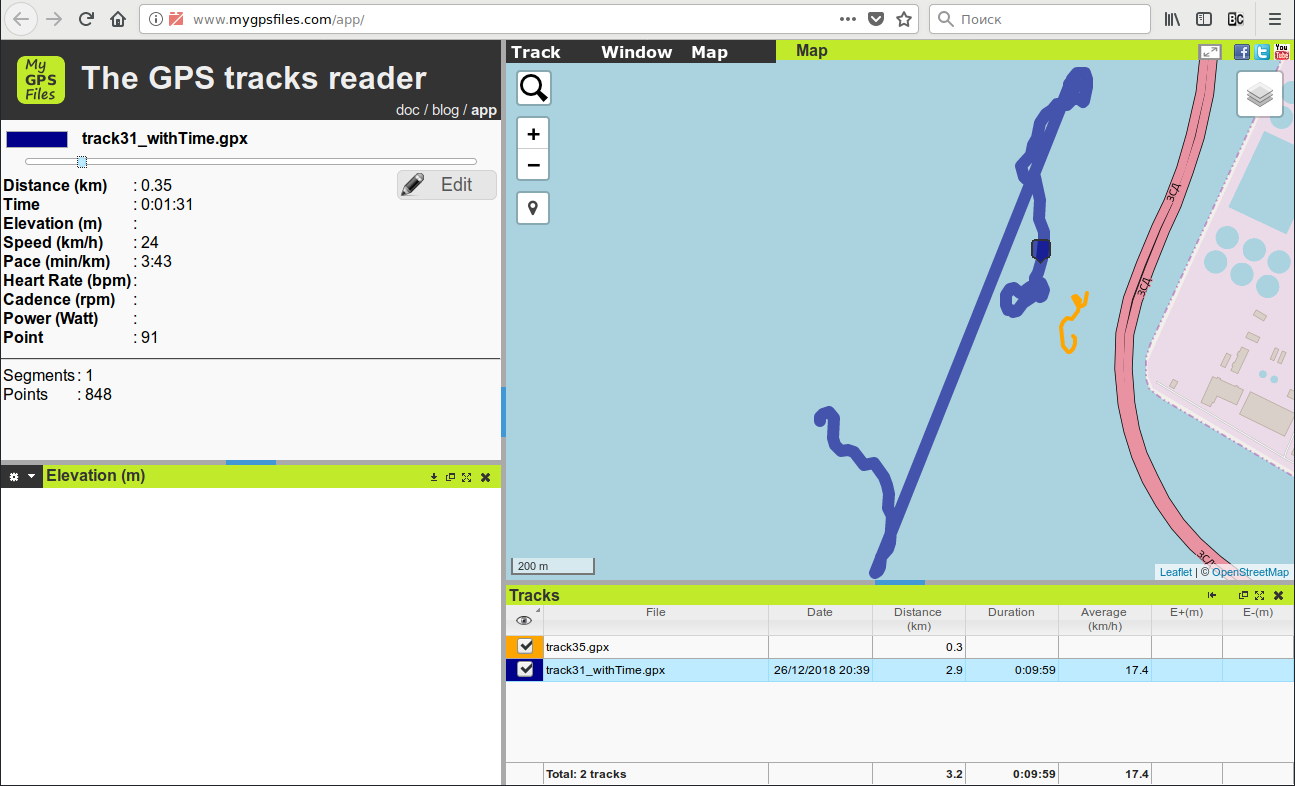 www.mygpsfiles.com/app/
Поиск
My
GPS
Files
The GPS tracks reader
doc / blog / app
track31_withTime.gpx
Distance (km) : 0.35
Time : 0:01:31
Elevation (m) :
Speed (km/h) : 24
Pace (min/km) : 3:43
Heart Rate (bpm) :
Cadence (rpm) :
Power (Watt) :
Point : 91
Edit
Segments : 1
Points : 848
Elevation (m)
Track Window Map
Map
You
Tube
+
−
ЗСД
ЗСД
ЗСД
200 m
Leaflet | © OpenStreetMap
Tracks
File Date Distance (km) Duration Average (km/h) E+(m) E-(m)
track35.gpx 0.3
track31_withTime.gpx 26/12/2018 20:39 2.9 0:09:59 17.4
Total: 2 tracks 3.2 0:09:59 17.4